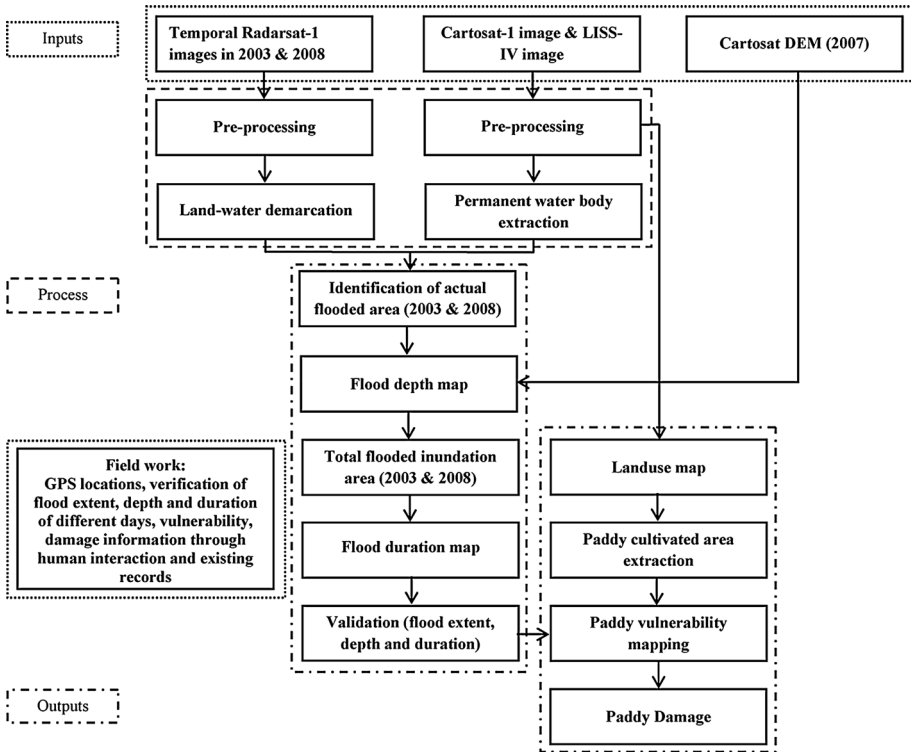 Inputs
Temporal Radarsat-1
images in 2003 & 2008
Cartosat-1 image & LISS-
IV image
Cartosat DEM (2007)
Pre-processing
Pre-processing
Land-water demarcation
Permanent water body
extraction
Process
Identification of actual
flooded area (2003 & 2008)
Flood depth map
Field work:
GPS locations, verification of
flood extent, depth and duration
of different days, vulnerability,
damage information through
human interaction and existing
records
Total flooded inundation
area (2003 & 2008)
Landuse map
Flood duration map
Paddy cultivated area
extraction
Validation (flood extent,
depth and duration)
Paddy vulnerability
mapping
Outputs
Paddy Damage